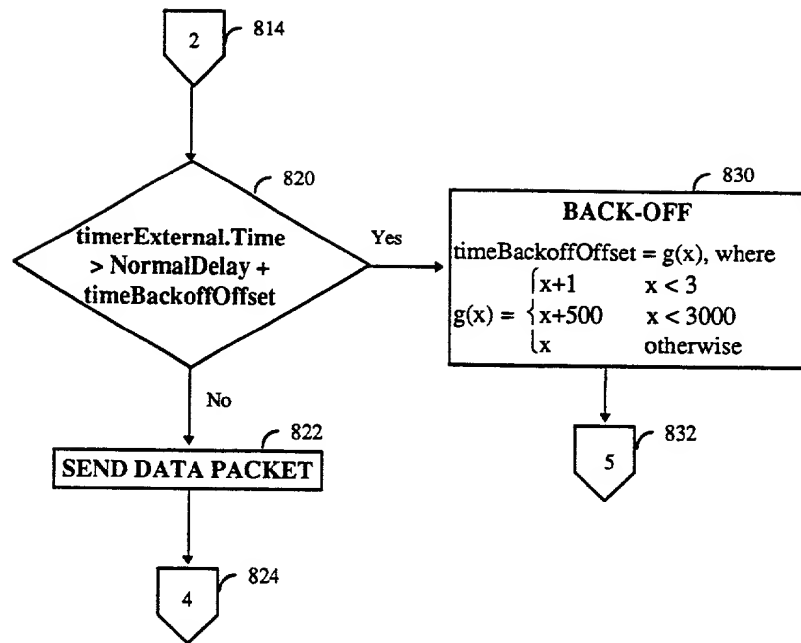 2
814
820
timerExternal.Time
> NormalDelay +
timeBackoffOffset
Yes
No
830
BACK-OFF
timeBackoffOffset = g(x), where
x+1 x < 3
g(x) = x+500 x < 3000
x otherwise
822
SEND DATA PACKET
832
5
824
4